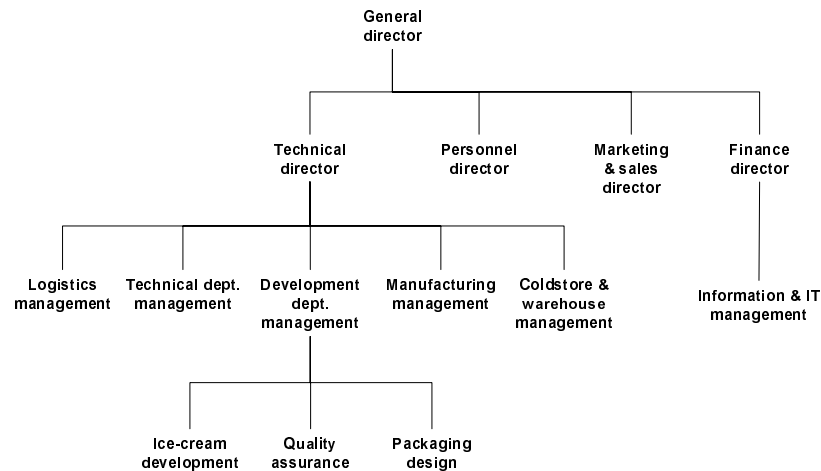 General
director
Technical
director
Personnel
director
Marketing
& sales
director
Finance
director
Logistics
management
Technical dept.
management
Development
dept.
management
Manufacturing
management
Coldstore &
warehouse
management
Information & IT
management
Ice-cream
development
Quality
assurance
Packaging
design